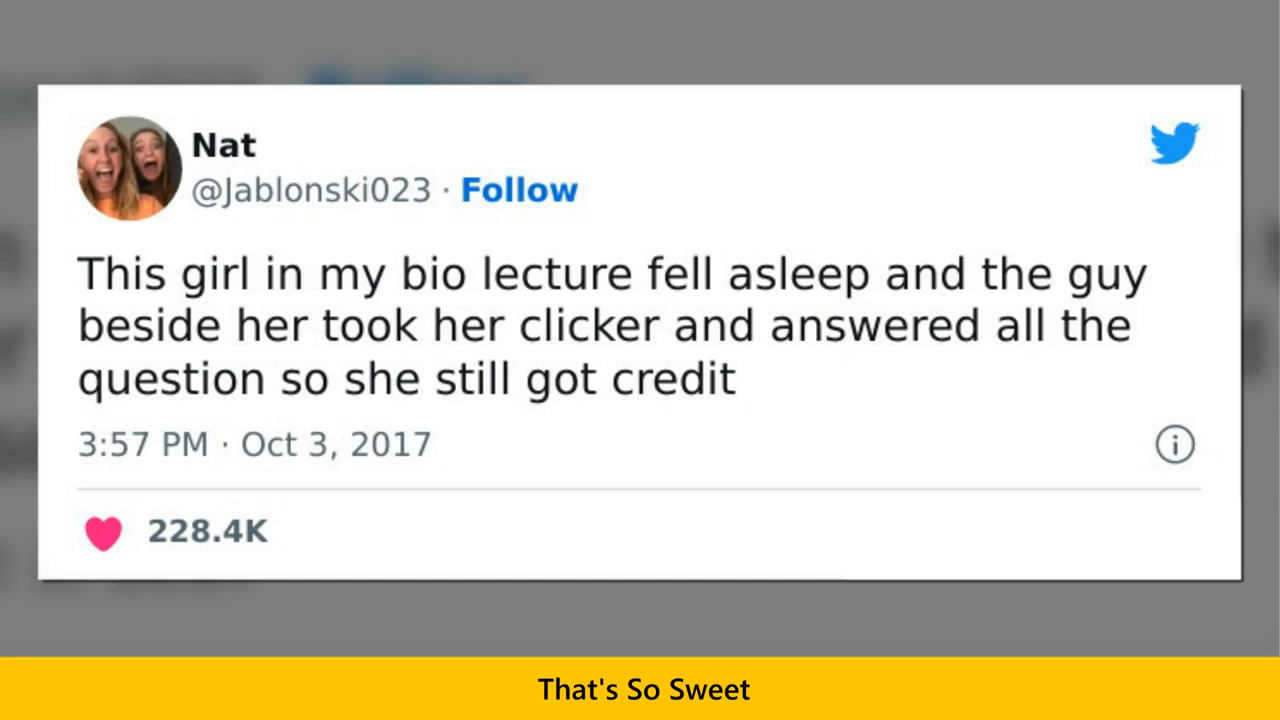 Nat
@Jablonski023 · Follow
This girl in my bio lecture fell asleep and the guy
beside her took her clicker and answered all the
question so she still got credit
3:57 PM · Oct 3, 2017
228.4K
That's So Sweet